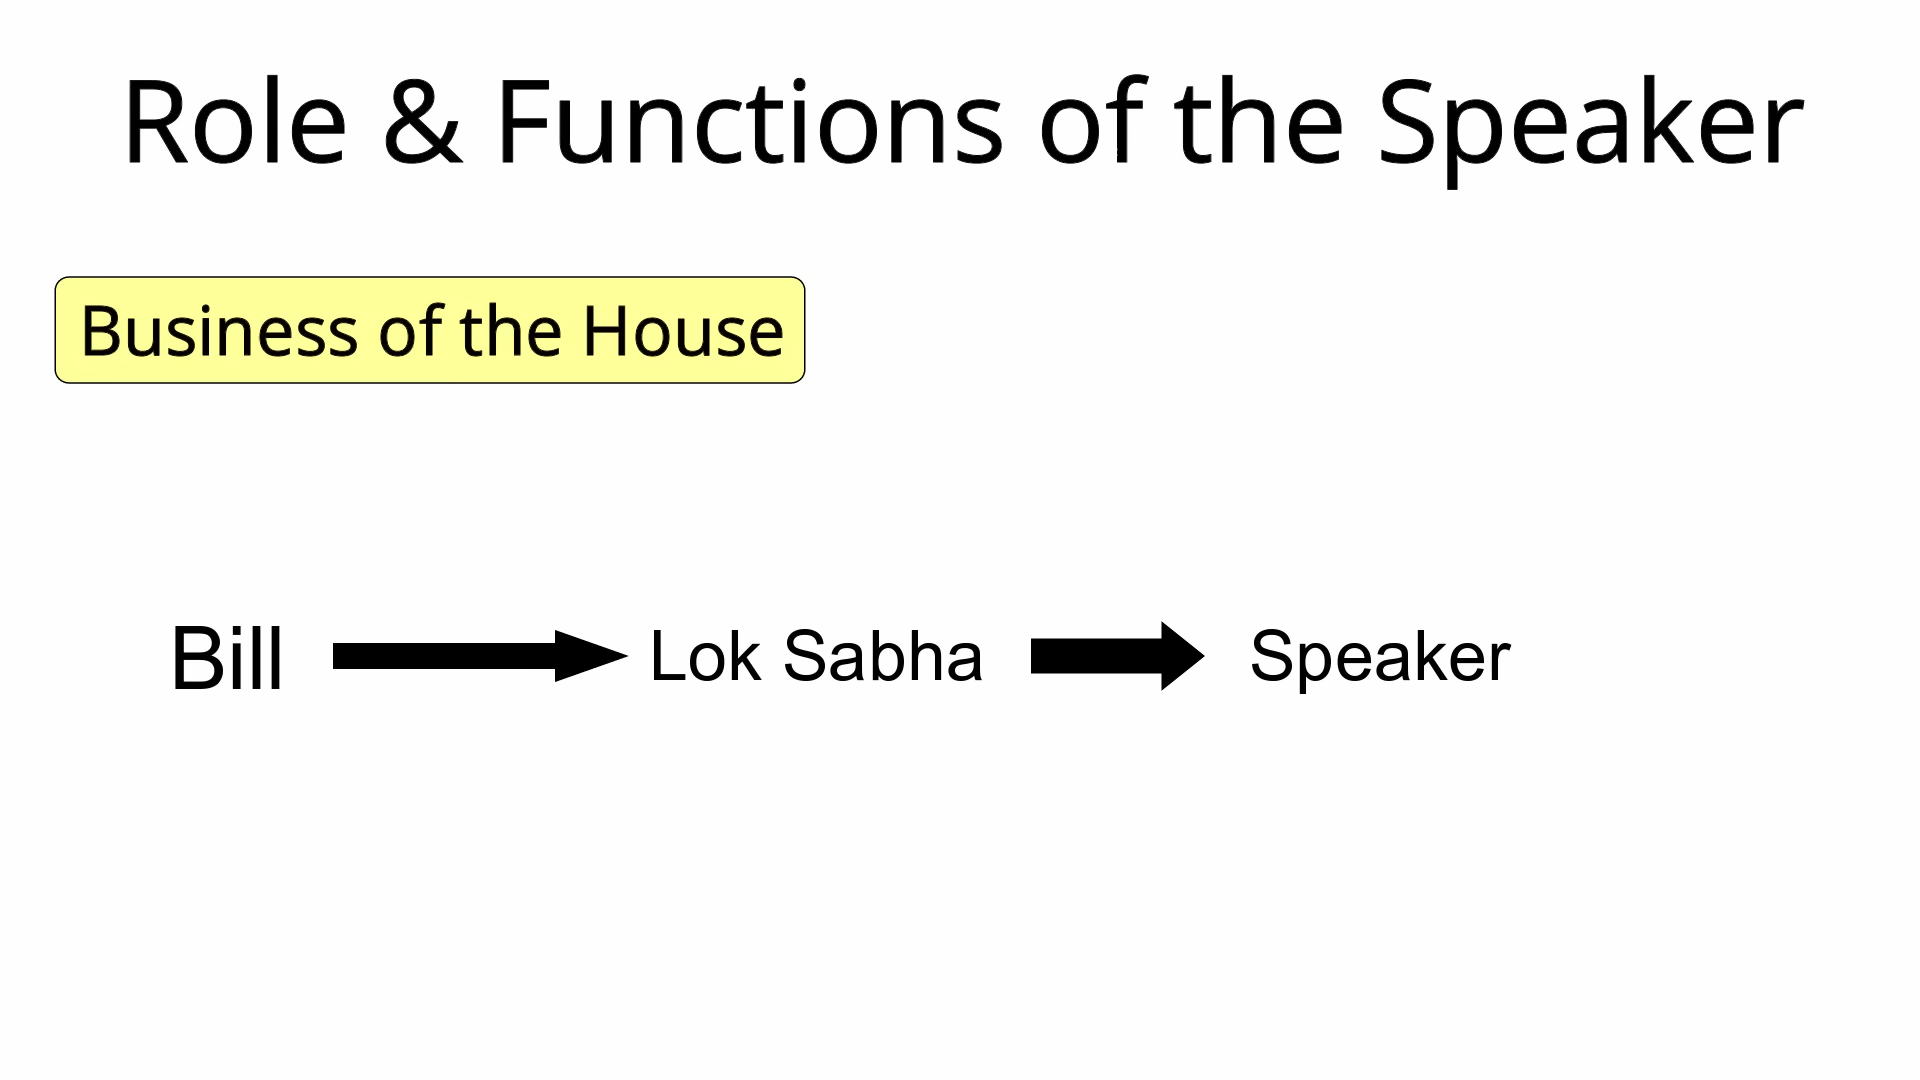 Role & Functions of the Speaker
Business of the House
Bill Lok Sabha Speaker